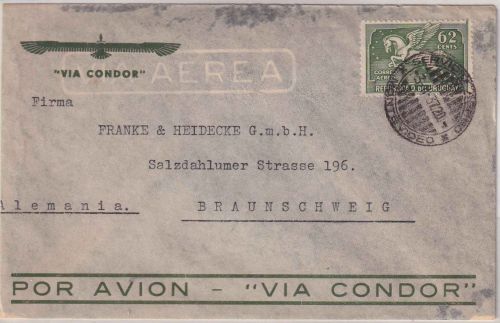 "VIA CONDOR"
AEREA
62
CENTS
CORREO
AEREO
REPUBLICA O. DEL URUGUAY
Firma
FRANKE & HEIDECKE G.m.b.H.
Salzdahlumer Strasse 196.
Alemania.
BRAUNSCHWEIG
POR AVION - "VIA CONDOR"